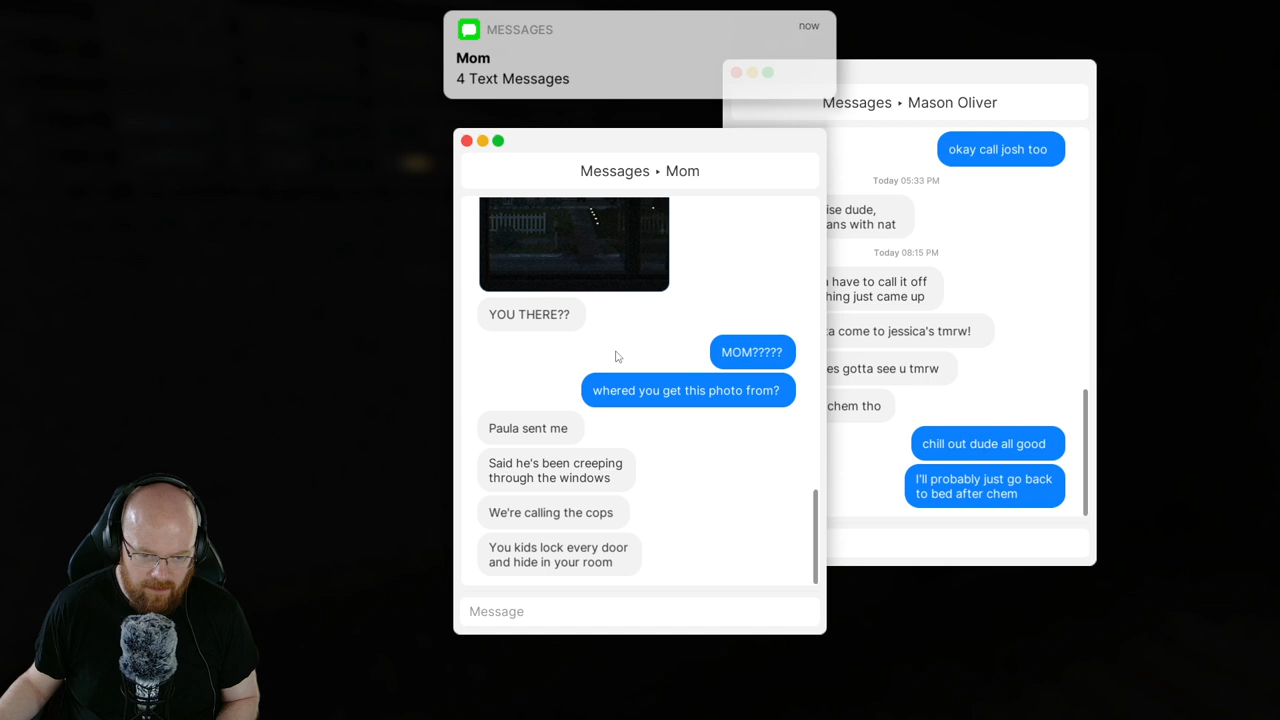 MESSAGES
now
Mom
4 Text Messages
Messages ‣ Mason Oliver
okay call josh too
Today 05:33 PM
dude,
with nat
Today 08:15 PM
have to call it off
just came up
come to jessica's tmrw!
gotta see u tmrw
chem tho
chill out dude all good
I'll probably just go back
to bed after chem
Messages ‣ Mom
YOU THERE??
MOM?????
whered you get this photo from?
Paula sent me
Said he's been creeping
through the windows
We're calling the cops
You kids lock every door
and hide in your room
Message